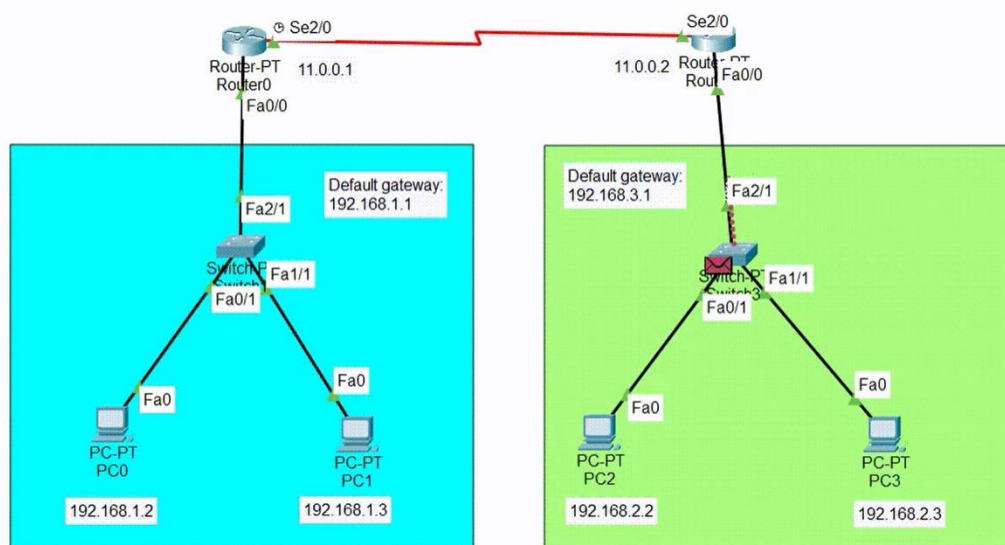 Se2/0
Router-PT
Router0
11.0.0.1
Fa0/0
Se2/0
11.0.0.2
Fa0/0
Default gateway:
192.168.1.1
Fa2/1
Fa1/1
Fa0/1
Fa0
Fa0
PC-PT
PC0
PC-PT
PC1
192.168.1.2
192.168.1.3
Default gateway:
192.168.3.1
Fa2/1
Switch-PT
Switch3
Fa1/1
Fa0/1
Fa0
Fa0
PC-PT
PC2
PC-PT
PC3
192.168.2.2
192.168.2.3